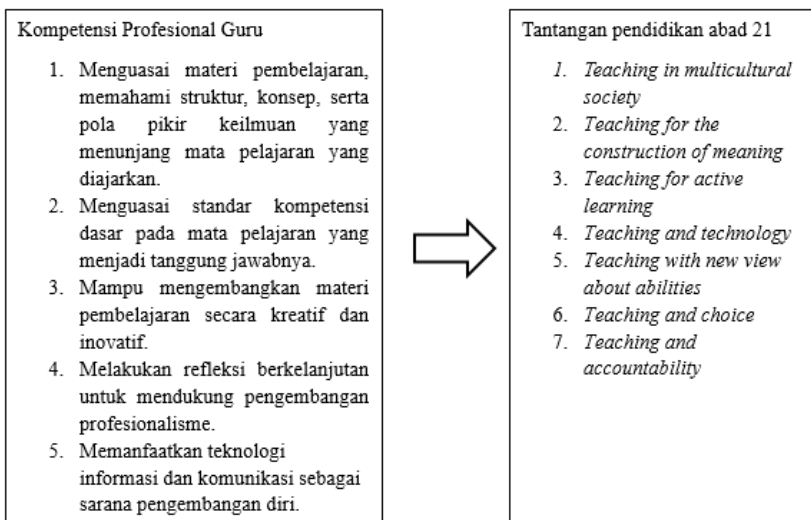 Kompetensi Profesional Guru
1. Menguasai materi pembelajaran,
memahami struktur, konsep, serta
pola pikir keilmuan yang
menunjang mata pelajaran yang
diajarkan.
2. Menguasai standar kompetensi
dasar pada mata pelajaran yang
menjadi tanggung jawabnya.
3. Mampu mengembangkan materi
pembelajaran secara kreatif dan
inovatif.
4. Melakukan refleksi berkelanjutan
untuk mendukung pengembangan
profesionalisme.
5. Memanfaatkan teknologi
informasi dan komunikasi sebagai
sarana pengembangan diri.
Tantangan pendidikan abad 21
1. Teaching in multicultural
society
2. Teaching for the
construction of meaning
3. Teaching for active
learning
4. Teaching and technology
5. Teaching with new view
about abilities
6. Teaching and choice
7. Teaching and
accountability